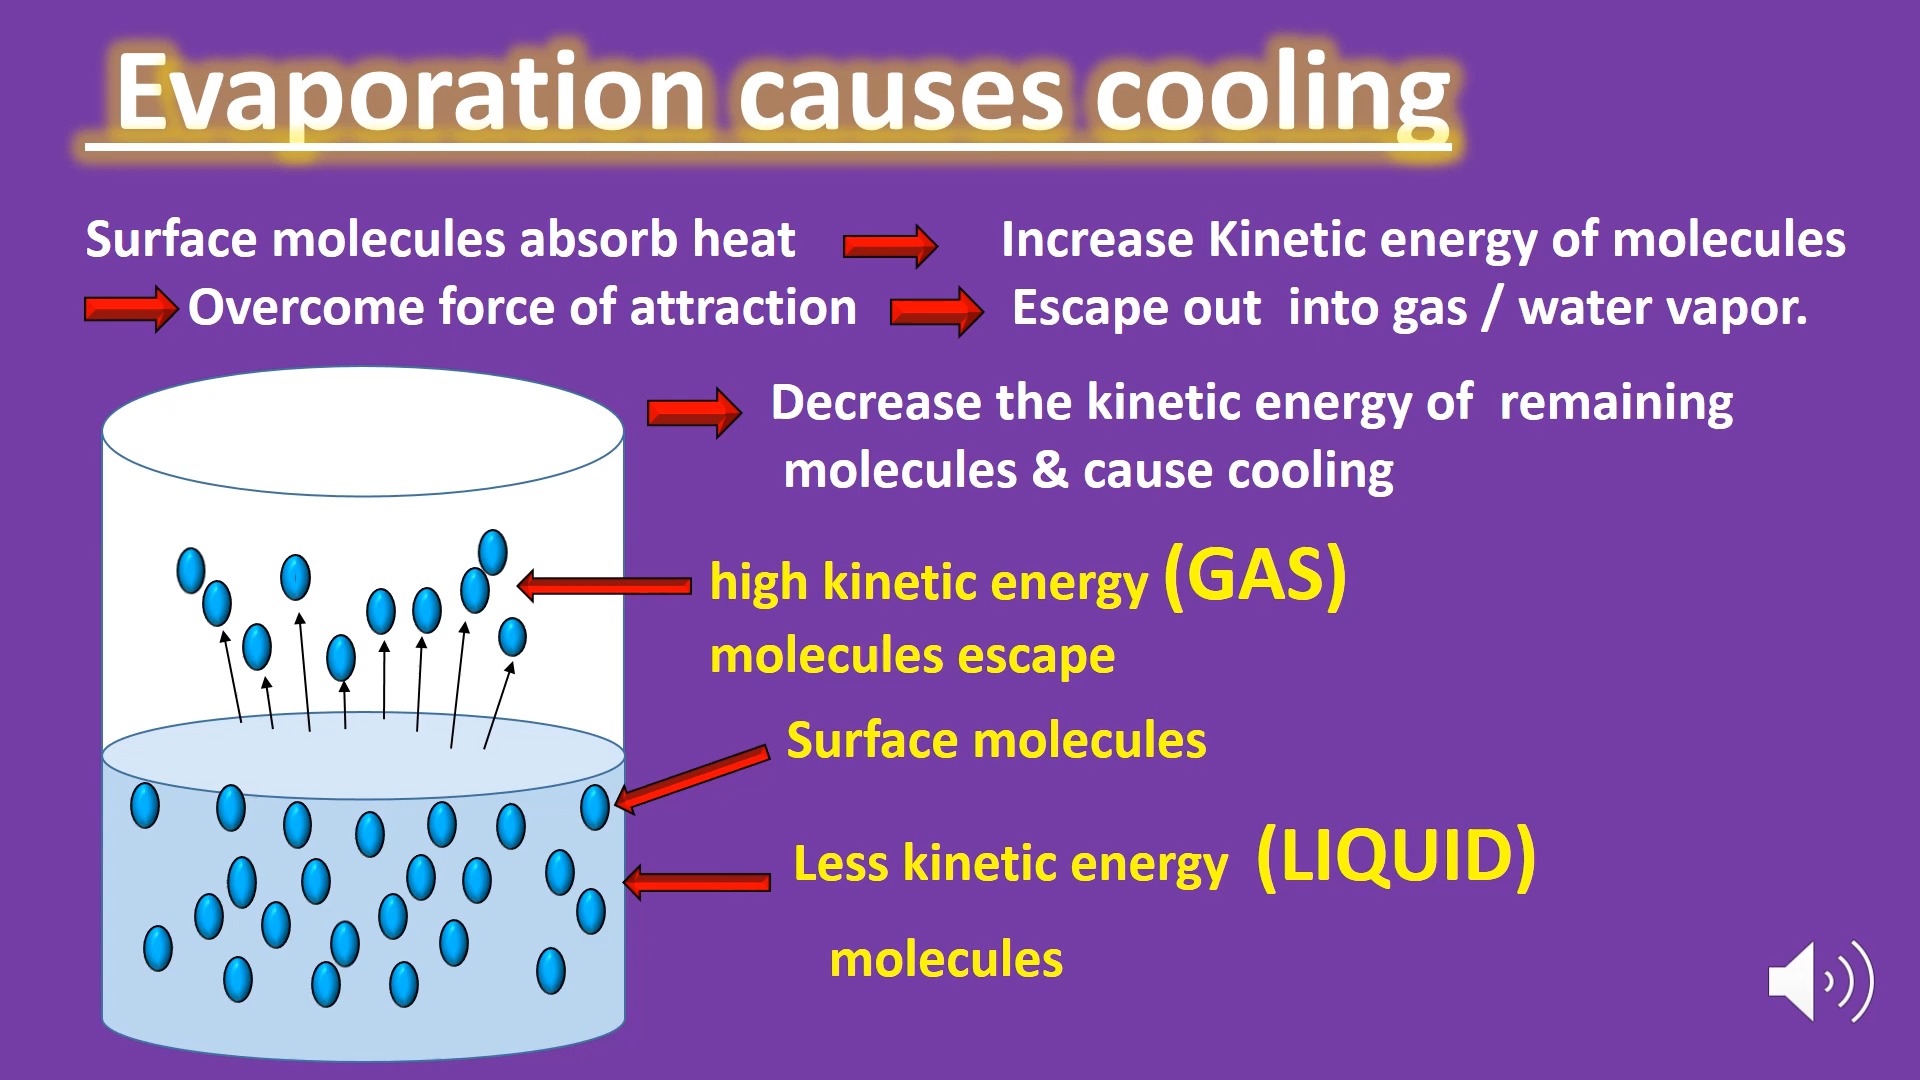 Evaporation causes cooling
Surface molecules absorb heat Increase Kinetic energy of molecules
Overcome force of attraction Escape out into gas / water vapor.
Decrease the kinetic energy of remaining
molecules & cause cooling
high kinetic energy (GAS)
molecules escape
Surface molecules
Less kinetic energy (LIQUID)
molecules